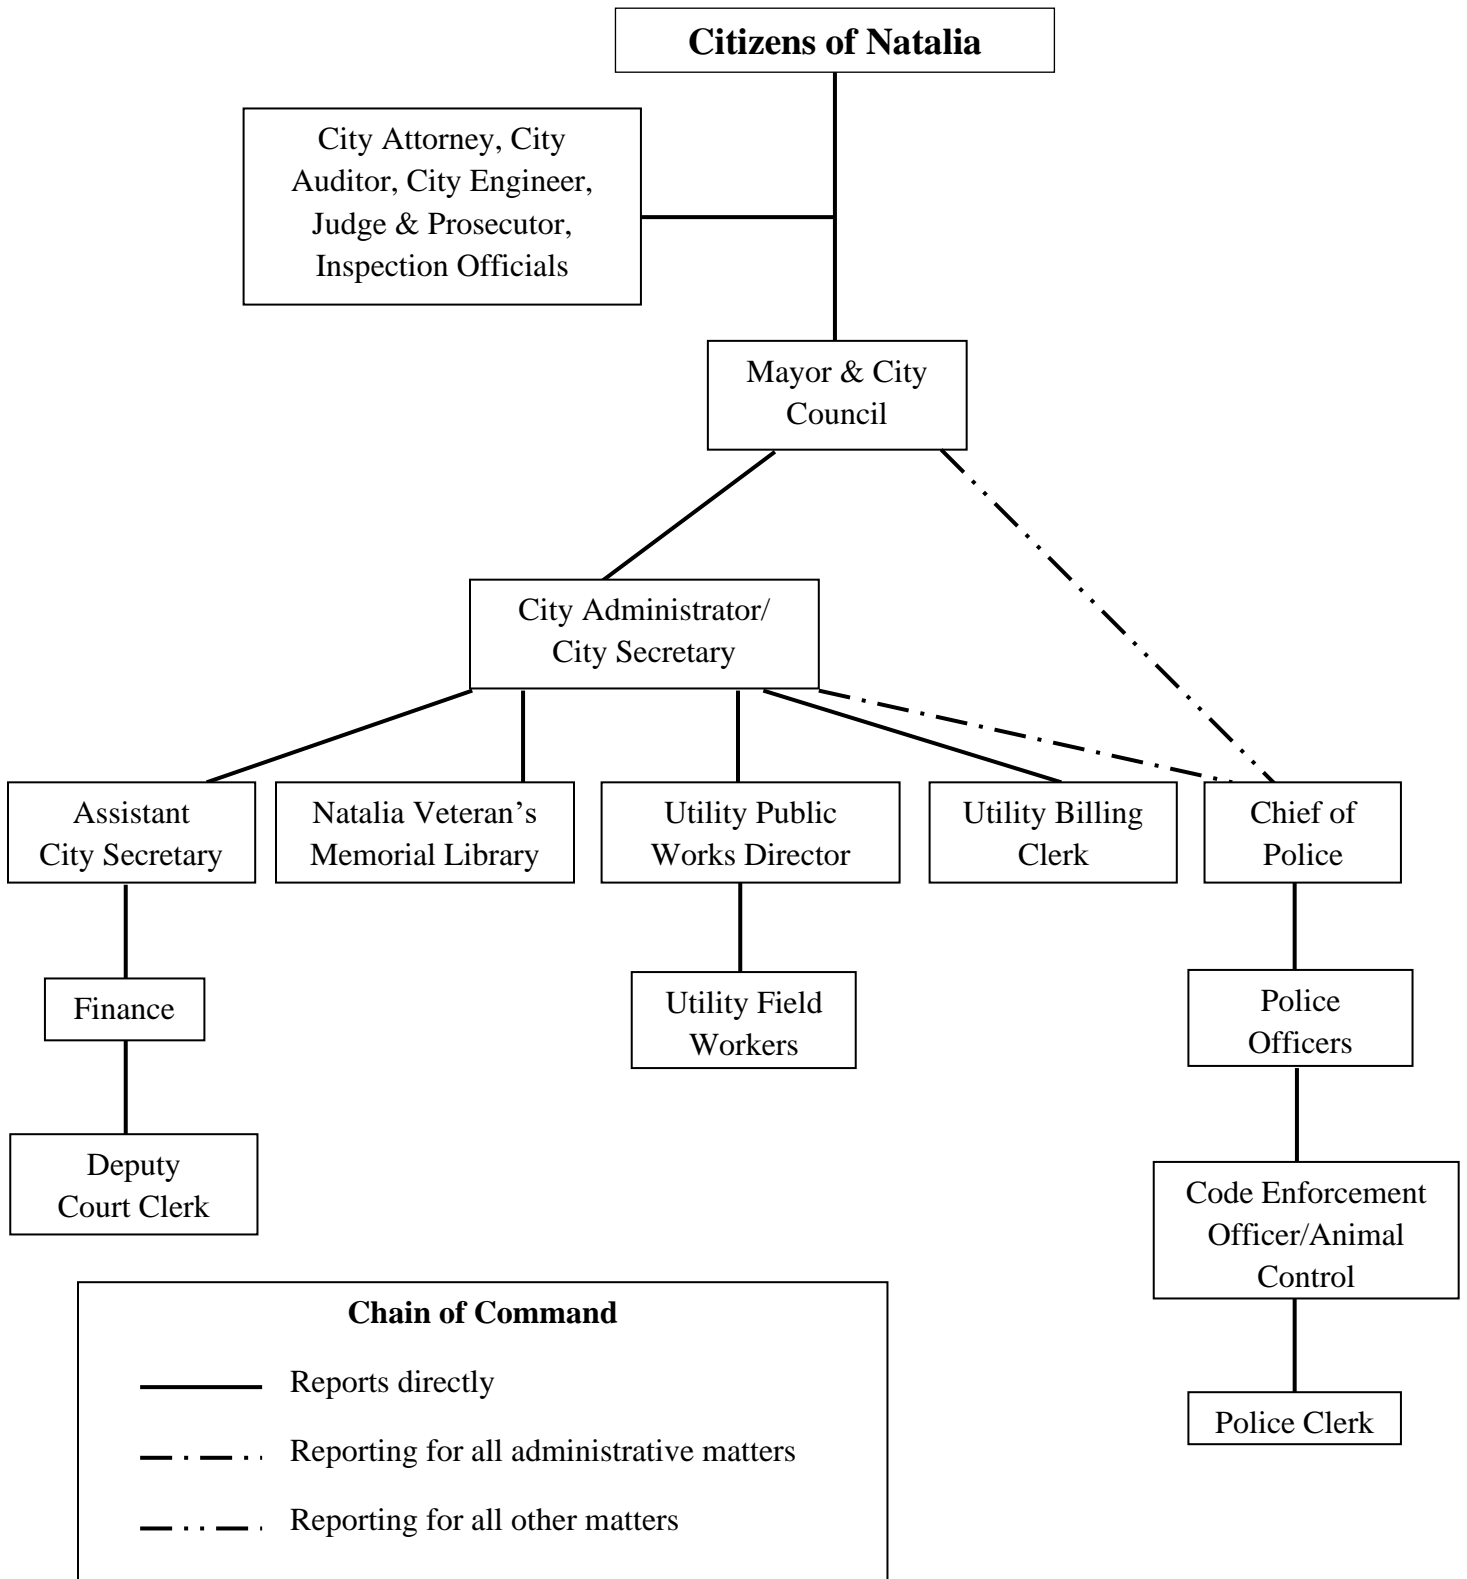 Citizens of Natalia
City Attorney, City
Auditor, City Engineer,
Judge & Prosecutor,
Inspection Officials
Mayor & City
Council
City Administrator/
City Secretary
Assistant
City Secretary
Natalia Veteran’s
Memorial Library
Utility Public
Works Director
Utility Billing
Clerk
Chief of
Police
Finance
Utility Field
Workers
Police
Officers
Deputy
Court Clerk
Code Enforcement
Officer/Animal
Control
Police Clerk
Chain of Command
Reports directly
Reporting for all administrative matters
Reporting for all other matters